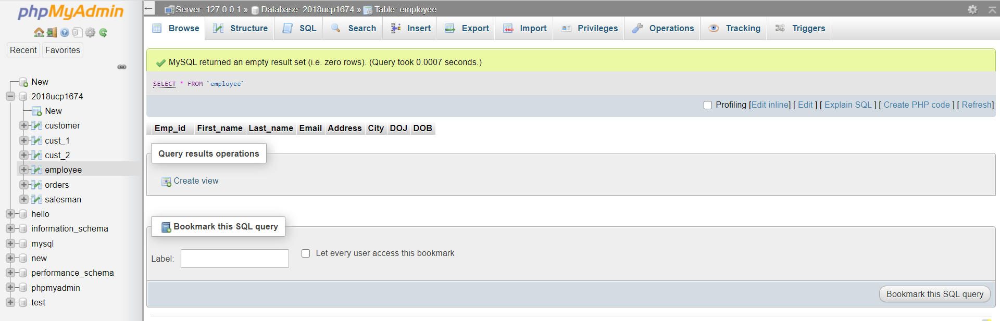 phpMyAdmin
Recent Favorites
New
2018ucp1674
New
customer
cust_1
cust_2
employee
orders
salesman
hello
information_schema
mysql
new
performance_schema
phpmyadmin
test
← Server: 127.0.0.1 » Database: 2018ucp1674 » Table: employee
Browse Structure SQL Search Insert Export Import Privileges Operations Tracking Triggers
MySQL returned an empty result set (i.e. zero rows). (Query took 0.0007 seconds.)
SELECT * FROM `employee`
Profiling [Edit inline] [ Edit ] [ Explain SQL ] [ Create PHP code ] [ Refresh]
Emp_id First_name Last_name Email Address City DOJ DOB
Query results operations
Create view
Bookmark this SQL query
Label: Let every user access this bookmark
Bookmark this SQL query